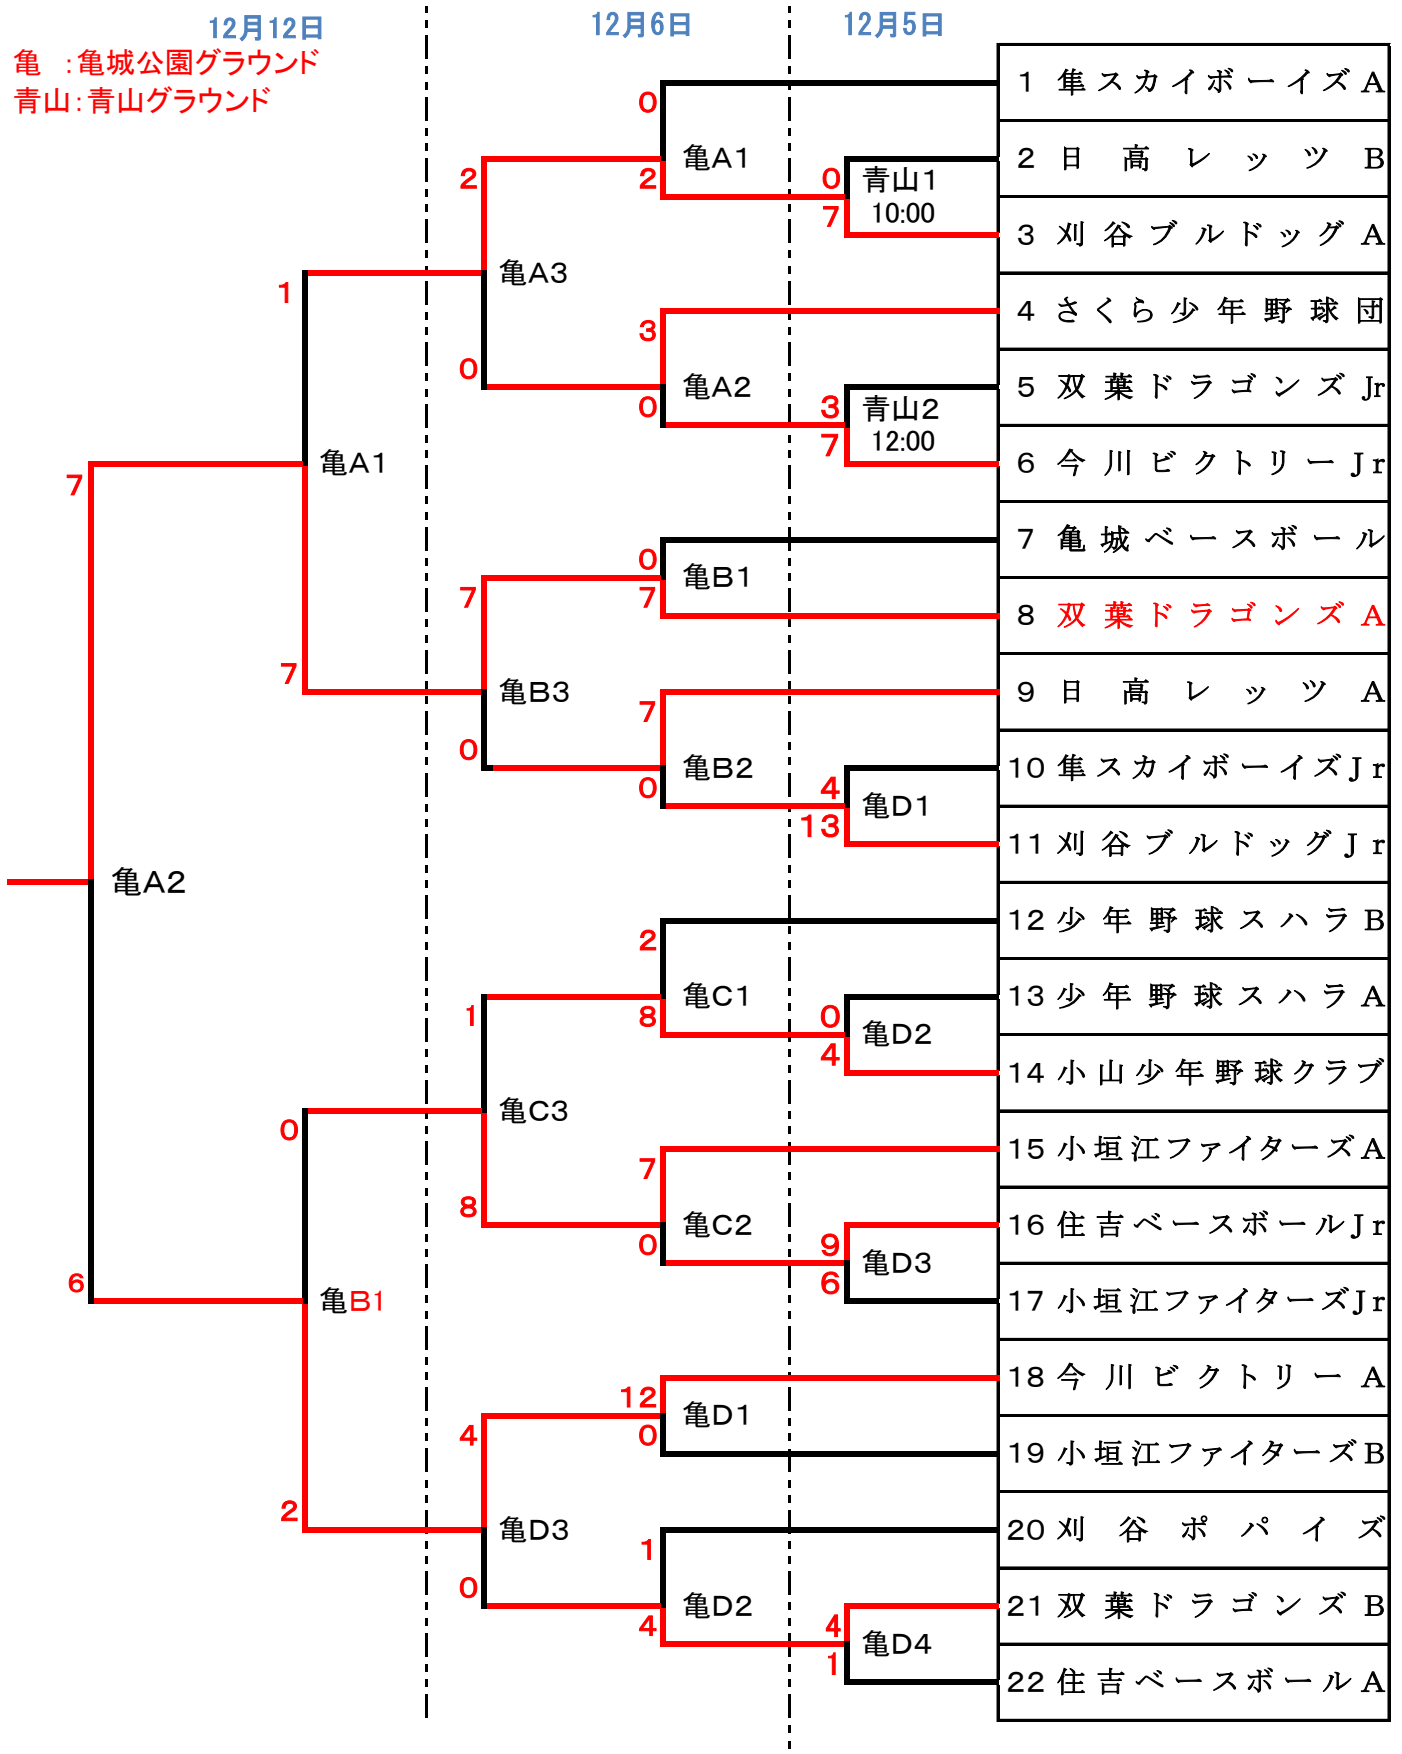 12月12日
12月6日
12月5日
亀　：亀城公園グラウンド
青山：青山グラウンド
1 隼スカイボーイズA
0
亀A1
2 日高レッツB
2
2
0
青山1
10:00
7
3 刈谷ブルドッグA
亀A3
1
4 さくら少年野球団
3
0
亀A2
5 双葉ドラゴンズJr
0
3
青山2
12:00
7
6 今川ビクトリーJr
亀A1
7
7 亀城ベースボール
0
亀B1
7
7
8 双葉ドラゴンズA
7
亀B3
9 日高レッツA
7
0
亀B2
10 隼スカイボーイズJr
0
4
亀D1
13
11 刈谷ブルドッグJr
亀A2
12 少年野球スハラB
2
亀C1
13 少年野球スハラA
1
8
0
亀D2
4
14 小山少年野球クラブ
亀C3
0
15 小垣江ファイターズA
7
8
亀C2
16 住吉ベースボールJr
0
9
亀D3
6
6
17 小垣江ファイターズJr
亀B1
18 今川ビクトリーA
12
亀D1
4
0
19 小垣江ファイターズB
2
亀D3
20 刈谷ポパイズ
1
0
亀D2
21 双葉ドラゴンズB
4
4
亀D4
1
22 住吉ベースボールA